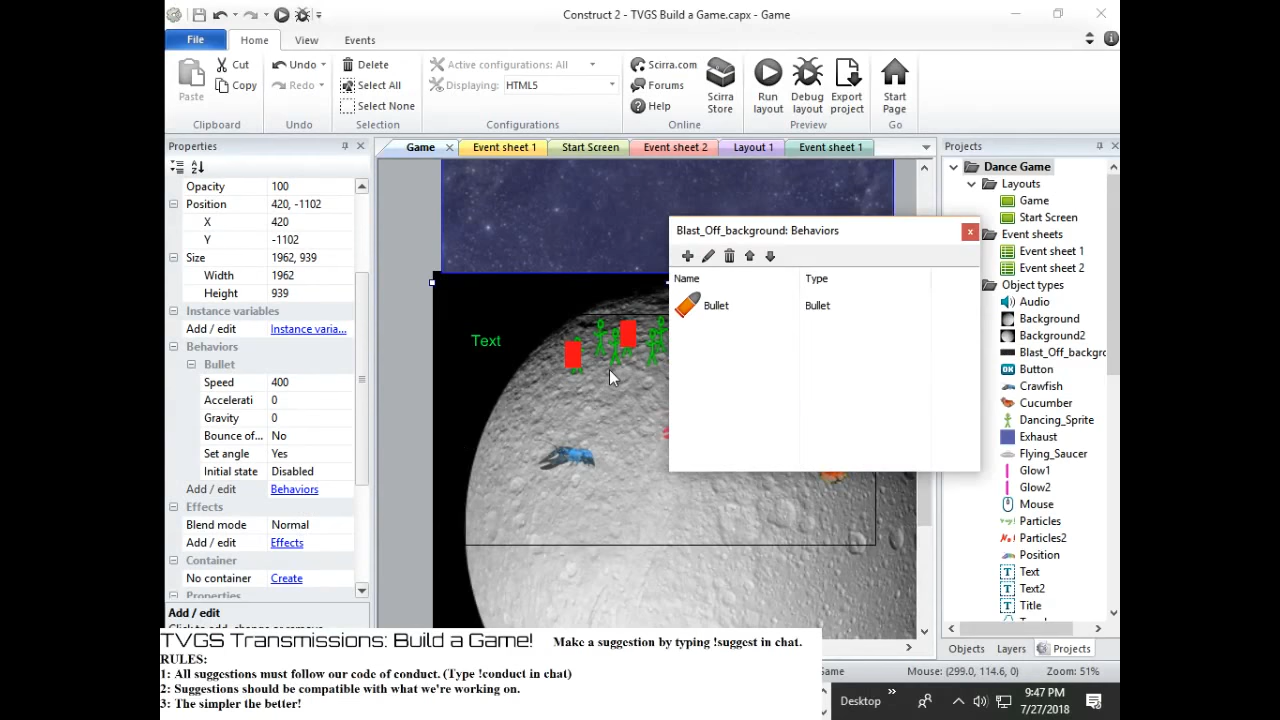 Construct 2 - TVGS Build a Game.capx - Game
File
Home
View
Events
Paste
Cut
Copy
Clipboard
Undo
Redo
Undo
Delete
Select All
Select None
Selection
Active configurations: All
Displaying:
HTML5
Configurations
Scirra.com
Forums
Help
Scirra Store
Online
Run layout
Debug layout
Export project
Preview
Start Page
Go
Properties
Opacity 100
Position 420, -1102
X 420
Y -1102
Size 1962, 939
Width 1962
Height 939
Instance variables
Add / edit Instance varia...
Behaviors
Bullet
Speed 400
Accelerati 0
Gravity 0
Bounce of... No
Set angle Yes
Initial state Disabled
Add / edit Behaviors
Effects
Blend mode Normal
Add / edit Effects
Container
No container Create
Properties
Add / edit
Game
Event sheet 1
Start Screen
Event sheet 2
Layout 1
Event sheet 1
Text
Blast_Off_background: Behaviors
Name Type
Bullet Bullet
Projects
Dance Game
Layouts
Game
Start Screen
Event sheets
Event sheet 1
Event sheet 2
Object types
Audio
Background
Background2
Blast_Off_backgro
Button
Crawfish
Cucumber
Dancing_Sprite
Exhaust
Flying_Saucer
Glow1
Glow2
Mouse
Particles
Particles2
Position
Text
Text2
Title
Objects Layers Projects
ame Mouse: (299.0, 114.6, 0) Zoom: 51%
Desktop
9:47 PM
7/27/2018
TVGS Transmissions: Build a Game! Make a suggestion by typing !suggest in chat.
RULES:
1: All suggestions must follow our code of conduct. (Type !conduct in chat)
2: Suggestions should be compatible with what we're working on.
3: The simpler the better!